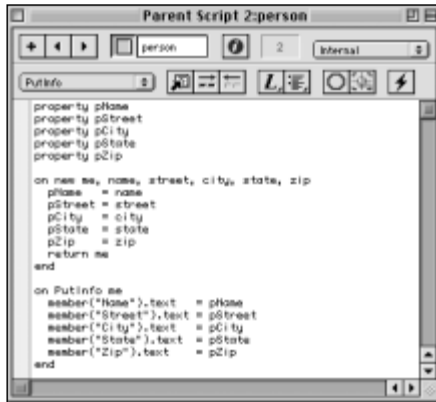 Parent Script 2:person
person
2
Internal
PutInfo
L
property pName
property pStreet
property pCity
property pState
property pZip
on new me, name, street, city, state, zip
pName = name
pStreet = street
pCity = city
pState = state
pZip = zip
return me
end
on PutInfo me
member("Name").text = pName
member("Street").text = pStreet
member("City").text = pCity
member("State").text = pState
member("Zip").text = pZip
end